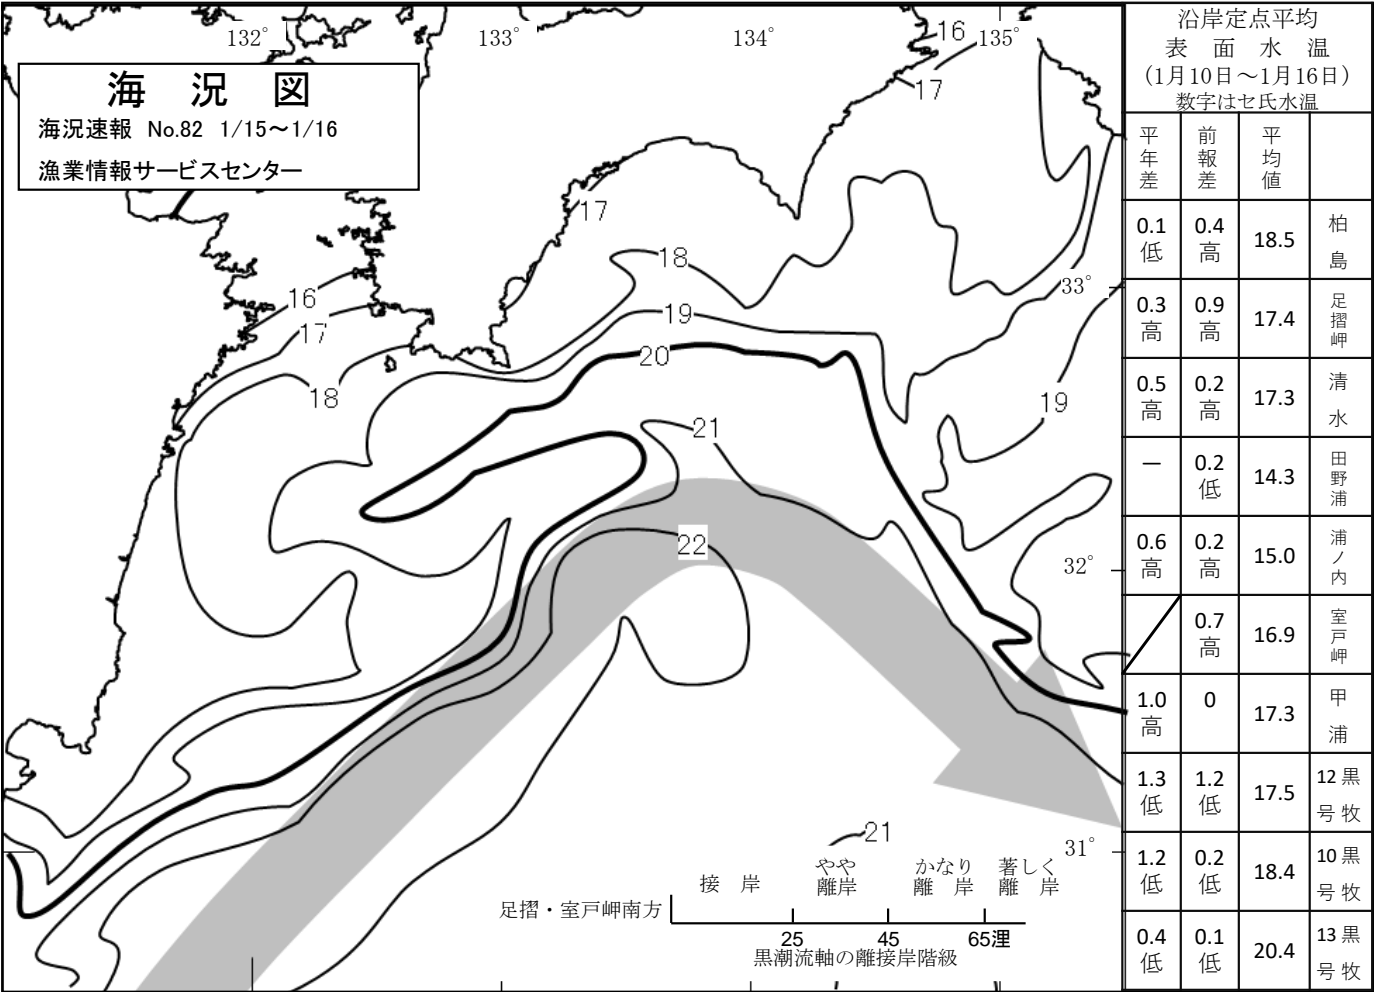 海　況　図
海況速報 No.82 1/15～1/16
漁業情報サービスセンター
132° 133° 134° 135°
16
17
17
18
16
17
19
33°
20
18
19
21
22
32°
21
31°
接　岸 やや離岸 かなり離　岸 著しく離　岸
足摺・室戸岬南方
25 45 65浬
黒潮流軸の離接岸階級
沿岸定点平均
表　面　水　温
（1月10日～1月16日）
数字はセ氏水温
平年差 前報差 平均値
0.1低 0.4高 18.5 柏島
0.3高 0.9高 17.4 足摺岬
0.5高 0.2高 17.3 清水
― 0.2低 14.3 田野浦
0.6高 0.2高 15.0 浦ノ内
0.7高 16.9 室戸岬
1.0高 0 17.3 甲浦
1.3低 1.2低 17.5 12号 黒牧
1.2低 0.2低 18.4 10号 黒牧
0.4低 0.1低 20.4 13号 黒牧